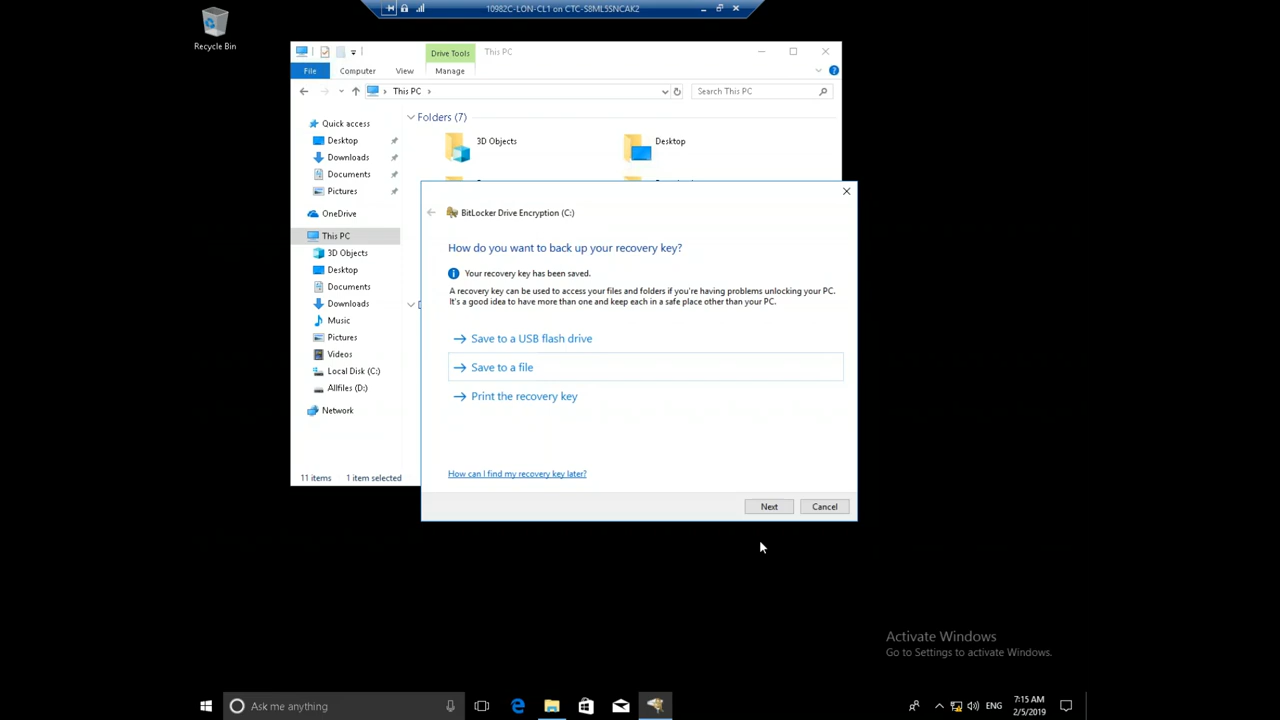 10982C-LON-CL1 on CTC-S8ML5SNCAK2
Recycle Bin
Drive Tools
This PC
File
Computer
View
Manage
This PC
Search This PC
Quick access
Desktop
Downloads
Documents
Pictures
OneDrive
This PC
3D Objects
Desktop
Documents
Downloads
Music
Pictures
Videos
Local Disk (C:)
Allfiles (D:)
Network
Folders (7)
3D Objects
Desktop
11 items
1 item selected
BitLocker Drive Encryption (C:)
How do you want to back up your recovery key?
Your recovery key has been saved.
A recovery key can be used to access your files and folders if you're having problems unlocking your PC.
It's a good idea to have more than one and keep each in a safe place other than your PC.
Save to a USB flash drive
Save to a file
Print the recovery key
How can I find my recovery key later?
Next
Cancel
Activate Windows
Go to Settings to activate Windows.
Ask me anything
ENG
7:15 AM
2/5/2019